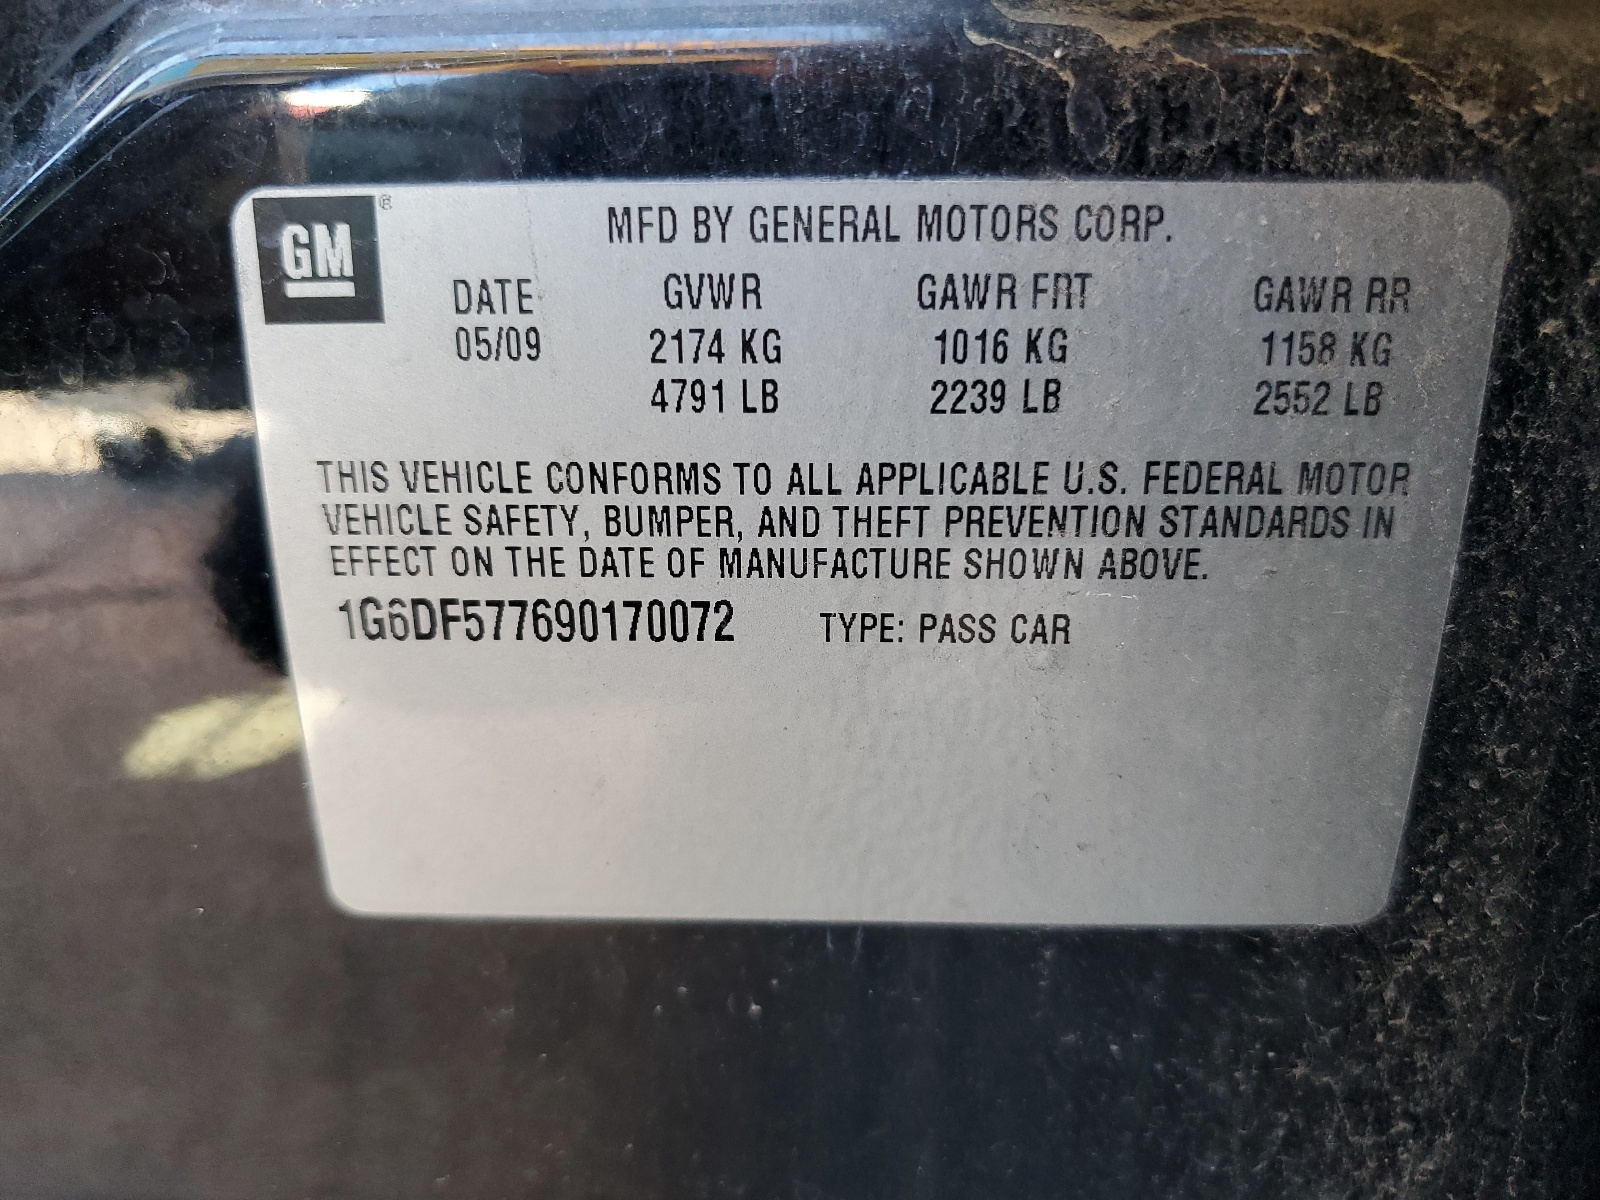 GM ®
MFD BY GENERAL MOTORS CORP.
DATE GVWR GAWR FRT GAWR RR
05/09 2174 KG 1016 KG 1158 KG
4791 LB 2239 LB 2552 LB
THIS VEHICLE CONFORMS TO ALL APPLICABLE U.S. FEDERAL MOTOR
VEHICLE SAFETY, BUMPER, AND THEFT PREVENTION STANDARDS IN
EFFECT ON THE DATE OF MANUFACTURE SHOWN ABOVE.
1G6DF577690170072 TYPE: PASS CAR